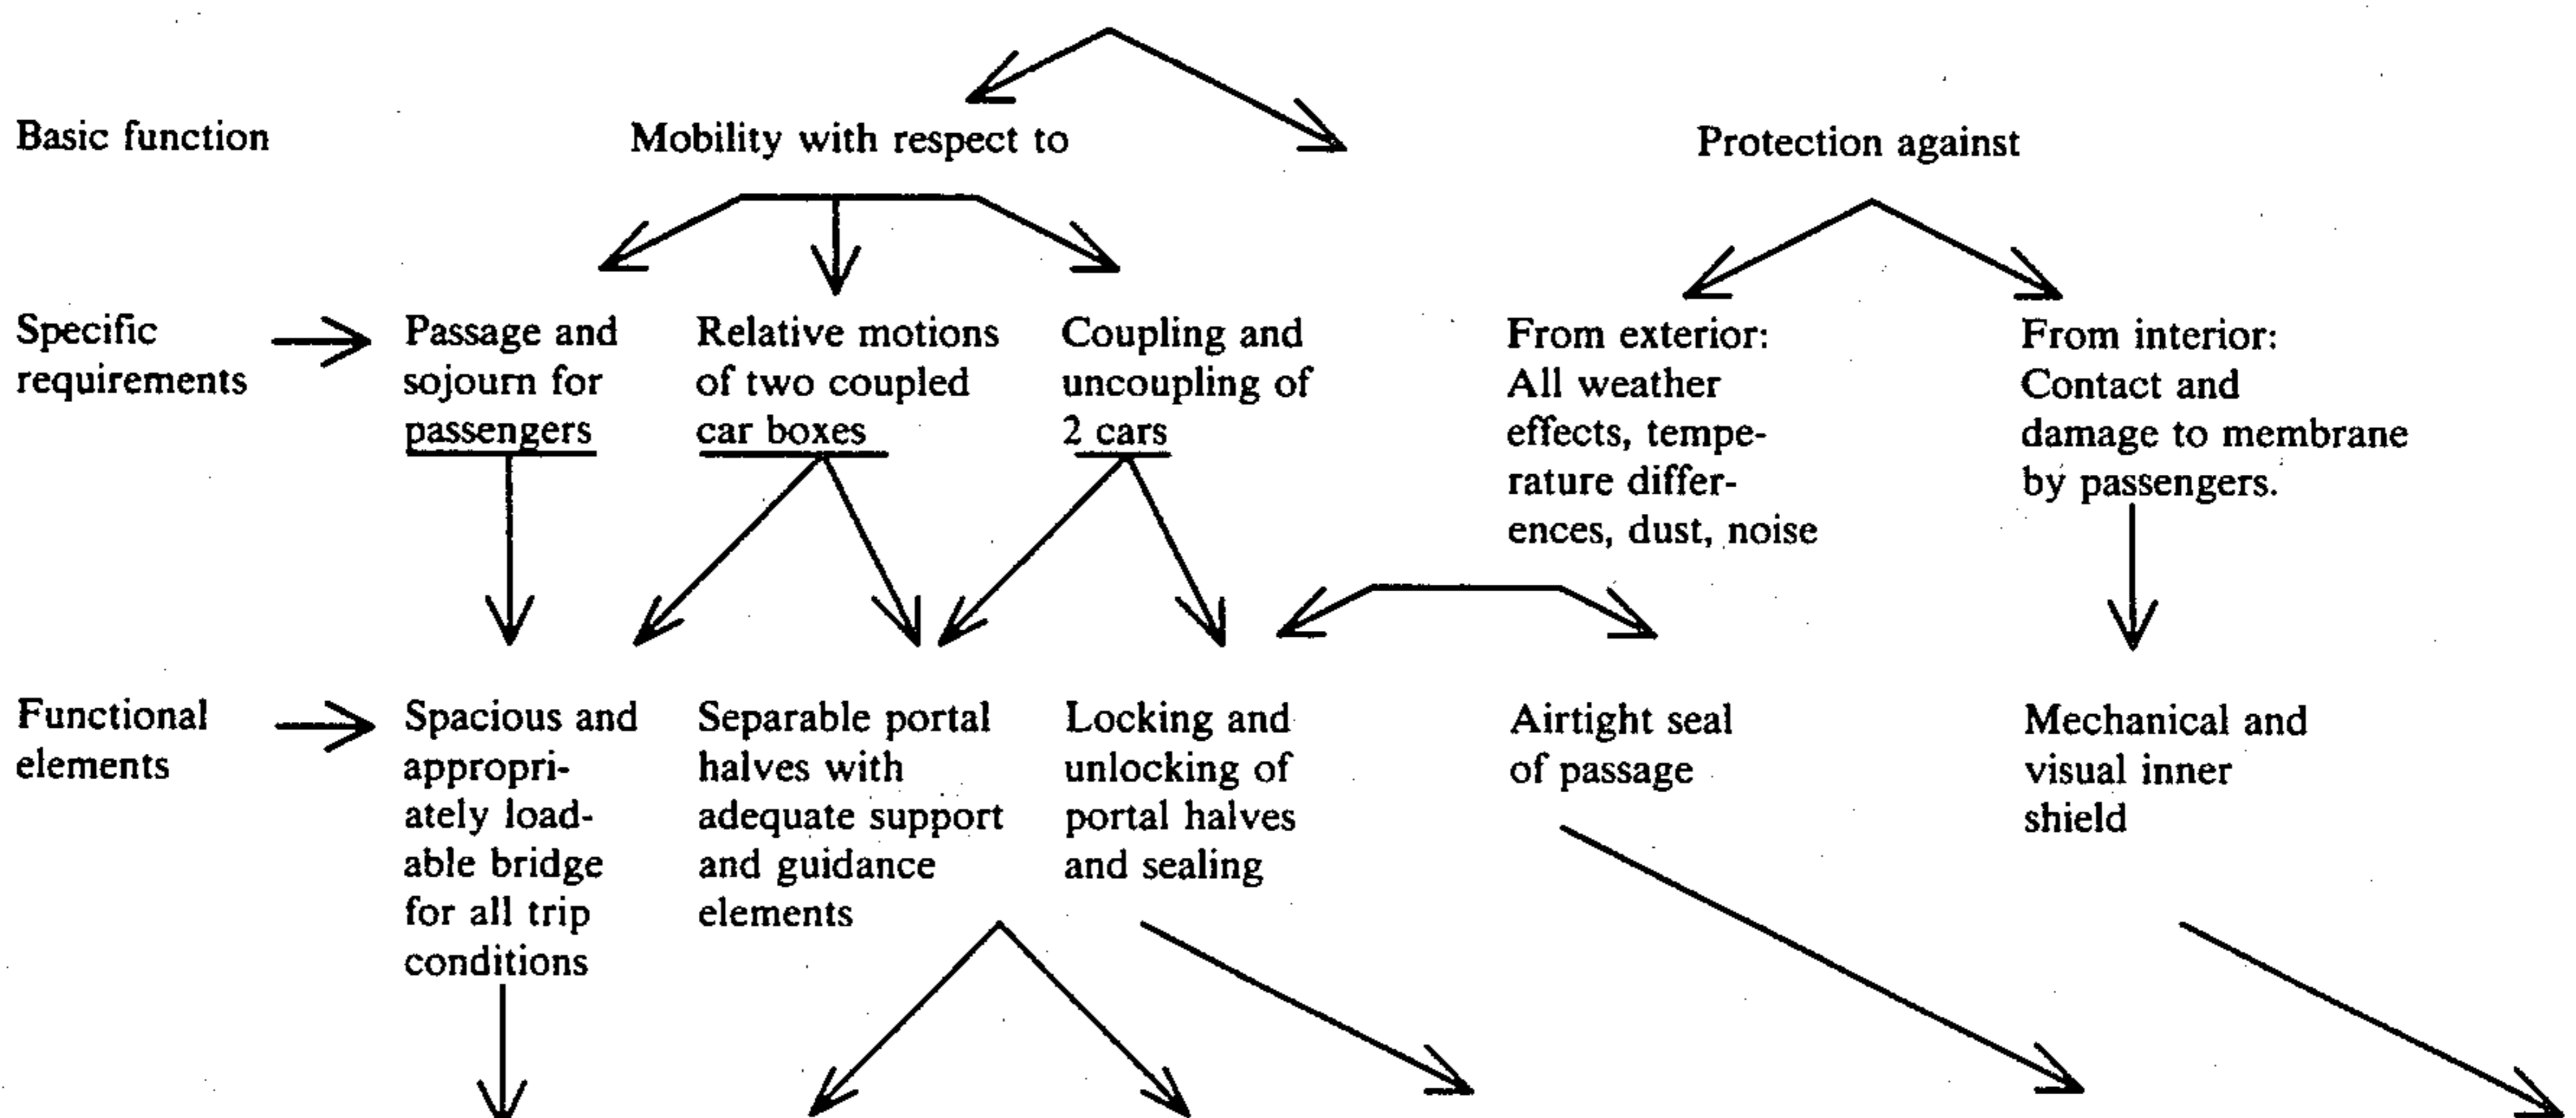 Basic function
Mobility with respect to
Protection against
Specific
requirements
Passage and
sojourn for
passengers
Relative motions
of two coupled
car boxes
Coupling and
uncoupling of
2 cars
From exterior:
All weather
effects, tempe-
rature differ-
ences, dust, noise
From interior:
Contact and
damage to membrane
by passengers.
Functional
elements
Spacious and
appropri-
ately load-
able bridge
for all trip
conditions
Separable portal
halves with
adequate support
and guidance
elements
Locking and
unlocking of
portal halves
and sealing
Airtight seal
of passage
Mechanical and
visual inner
shield